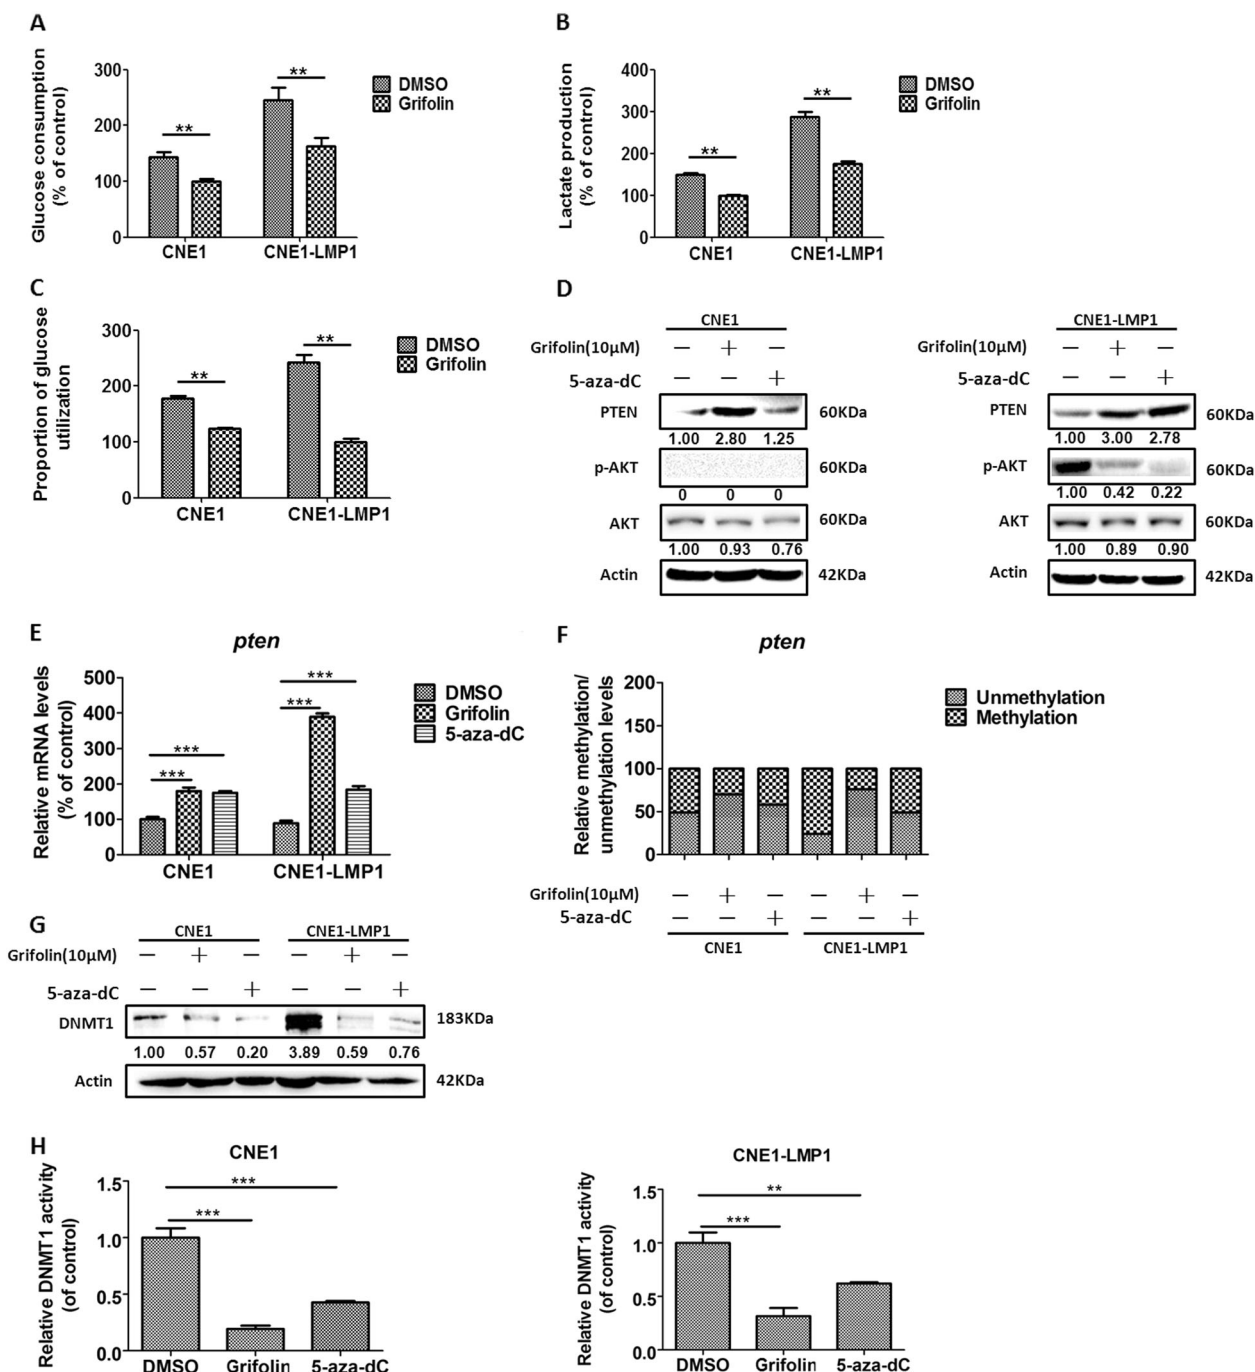 A
Glucose consumption
(% of control)
300
200
100
0
**
**
CNE1
CNE1-LMP1
DMSO
Grifolin
B
Lactate production
(% of control)
400
300
200
100
0
**
**
CNE1
CNE1-LMP1
DMSO
Grifolin
C
Proportion of glucose
utilization
300
200
100
0
**
**
CNE1
CNE1-LMP1
DMSO
Grifolin
D
CNE1
Grifolin(10μM) − + −
5-aza-dC − − +
PTEN 60KDa
1.00 2.80 1.25
p-AKT 60KDa
0 0 0
AKT 60KDa
1.00 0.93 0.76
Actin 42KDa
CNE1-LMP1
Grifolin(10μM) − + −
5-aza-dC − − +
PTEN 60KDa
1.00 3.00 2.78
p-AKT 60KDa
1.00 0.42 0.22
AKT 60KDa
1.00 0.89 0.90
Actin 42KDa
E
pten
Relative mRNA levels
(% of control)
500
400
300
200
100
0
***
***
***
***
CNE1
CNE1-LMP1
DMSO
Grifolin
5-aza-dC
F
pten
Relative methylation/
unmethylation levels
200
150
100
50
0
Unmethylation
Methylation
Grifolin(10μM) − + − − + −
5-aza-dC − − + − − +
CNE1 CNE1-LMP1
G
CNE1 CNE1-LMP1
Grifolin(10μM) − + − − + −
5-aza-dC − − + − − +
DNMT1 183KDa
1.00 0.57 0.20 3.89 0.59 0.76
Actin 42KDa
H
CNE1
Relative DNMT1 activity
(of control)
1.5
1.0
0.5
0.0
***
***
DMSO Grifolin 5-aza-dC
CNE1-LMP1
Relative DNMT1 activity
(of control)
1.5
1.0
0.5
0.0
**
***
DMSO Grifolin 5-aza-dC